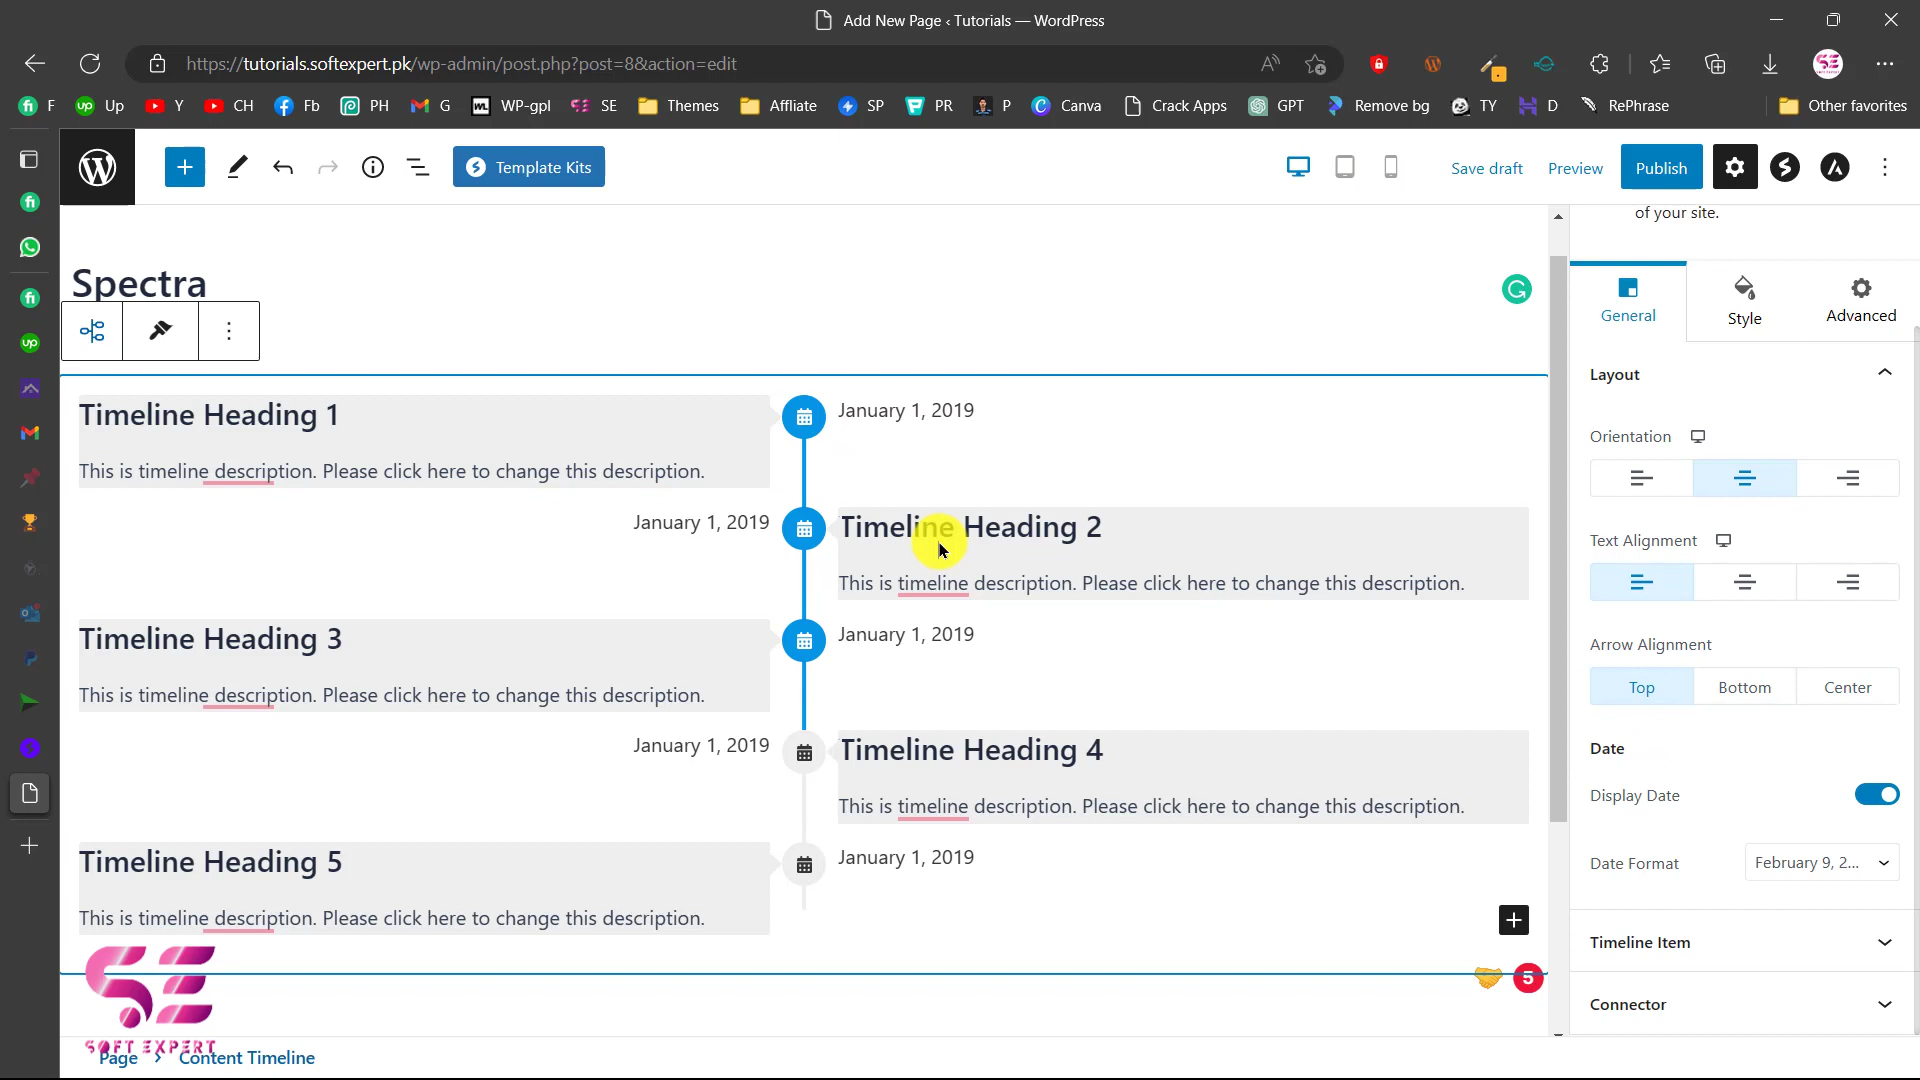 Add New Page ‹ Tutorials — WordPress
https://tutorials.softexpert.pk/wp-admin/post.php?post=8&action=edit
F Up Y CH Fb PH G WP-gpl SE Themes Affliate SP PR P Canva Crack Apps GPT Remove bg TY D RePhrase Other favorites
Template Kits
Save draft Preview Publish
of your site.
Spectra
General Style Advanced
Layout
Timeline Heading 1
January 1, 2019
This is timeline description. Please click here to change this description.
Orientation
January 1, 2019
Timeline Heading 2
This is timeline description. Please click here to change this description.
Text Alignment
Timeline Heading 3
January 1, 2019
This is timeline description. Please click here to change this description.
Arrow Alignment
Top Bottom Center
January 1, 2019
Timeline Heading 4
This is timeline description. Please click here to change this description.
Date
Display Date
Timeline Heading 5
January 1, 2019
This is timeline description. Please click here to change this description.
Date Format February 9, 2...
Timeline Item
5
Connector
SE
SOFT EXPERT
Page › Content Timeline